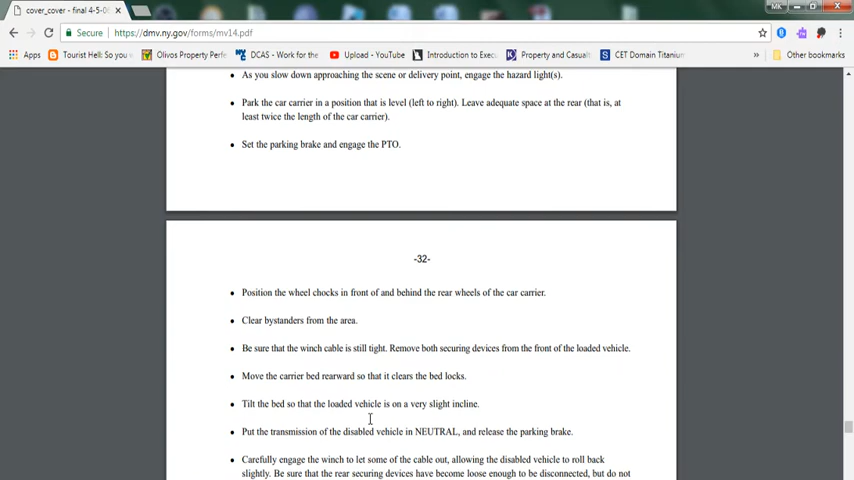 cover_cover - final 4-5-06
MK
Secure
https://dmv.ny.gov/forms/mv14.pdf
Apps
Tourist Hell: So you w
Olivos Property Perfe
DCAS - Work for the
Upload - YouTube
Introduction to Exec
Property and Casualt
CET Domain Titanium
Other bookmarks
As you slow down approaching the scene or delivery point, engage the hazard light(s).
Park the car carrier in a position that is level (left to right). Leave adequate space at the rear (that is, at
least twice the length of the car carrier).
Set the parking brake and engage the PTO.
-32-
Position the wheel chocks in front of and behind the rear wheels of the car carrier.
Clear bystanders from the area.
Be sure that the winch cable is still tight. Remove both securing devices from the front of the loaded vehicle.
Move the carrier bed rearward so that it clears the bed locks.
Tilt the bed so that the loaded vehicle is on a very slight incline.
Put the transmission of the disabled vehicle in NEUTRAL, and release the parking brake.
Carefully engage the winch to let some of the cable out, allowing the disabled vehicle to roll back
slightly. Be sure that the rear securing devices have become loose enough to be disconnected, but do not